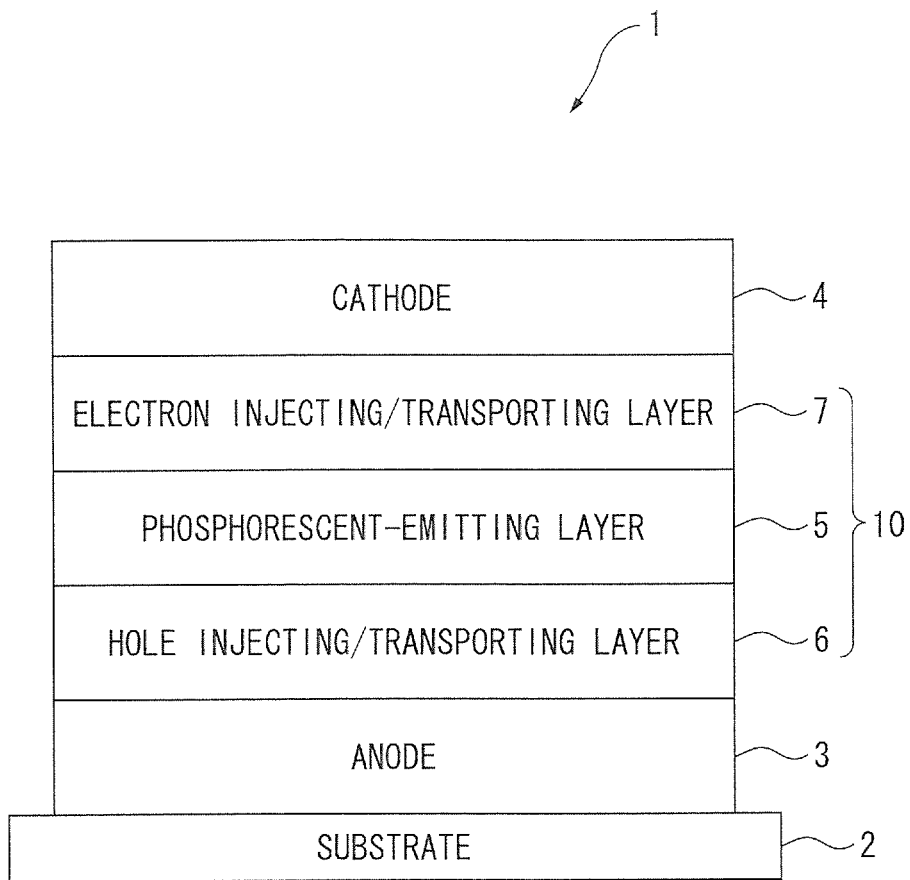 1
CATHODE 4
ELECTRON INJECTING/TRANSPORTING LAYER 7
PHOSPHORESCENT-EMITTING LAYER 5 10
HOLE INJECTING/TRANSPORTING LAYER 6
ANODE 3
SUBSTRATE 2